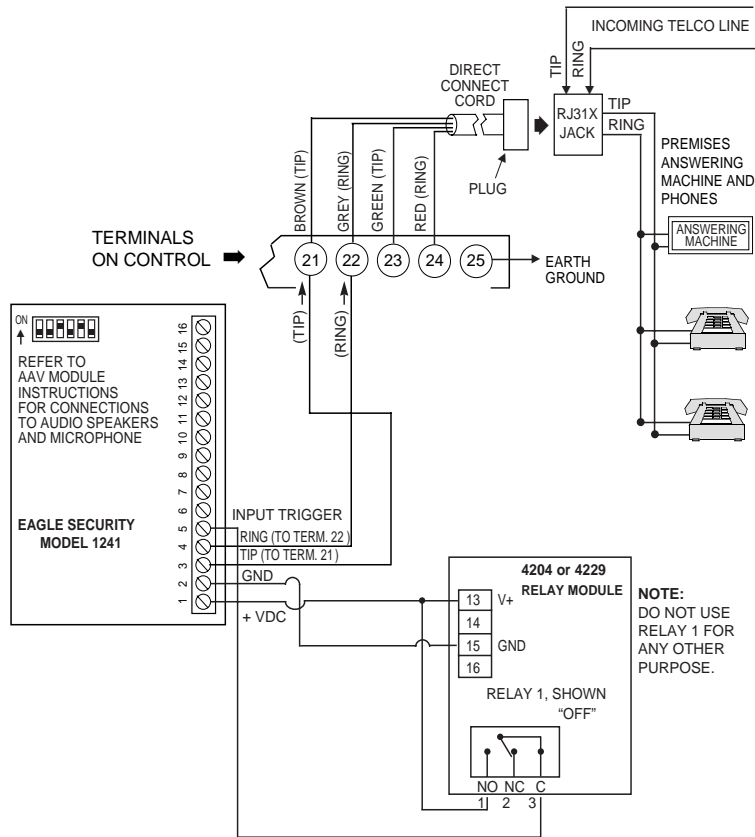 INCOMING TELCO LINE
TIP
RING
DIRECT
CONNECT
CORD
RJ31X
JACK
TIP
RING
PLUG
PREMISES
ANSWERING
MACHINE AND
PHONES
ANSWERING
MACHINE
BROWN (TIP)
GREY (RING)
GREEN (TIP)
RED (RING)
TERMINALS
ON CONTROL
21
22
23
24
25
EARTH
GROUND
(TIP)
(RING)
ON
REFER TO
AAV MODULE
INSTRUCTIONS
FOR CONNECTIONS
TO AUDIO SPEAKERS
AND MICROPHONE
EAGLE SECURITY
MODEL 1241
16
15
14
13
12
11
10
9
8
7
6
5
4
3
2
1
INPUT TRIGGER
RING (TO TERM. 22 )
TIP (TO TERM. 21)
GND
+ VDC
4204 or 4229
RELAY MODULE
13 V+
14
15 GND
16
RELAY 1, SHOWN
“OFF”
NO NC C
1 2 3
NOTE:
DO NOT USE
RELAY 1 FOR
ANY OTHER
PURPOSE.